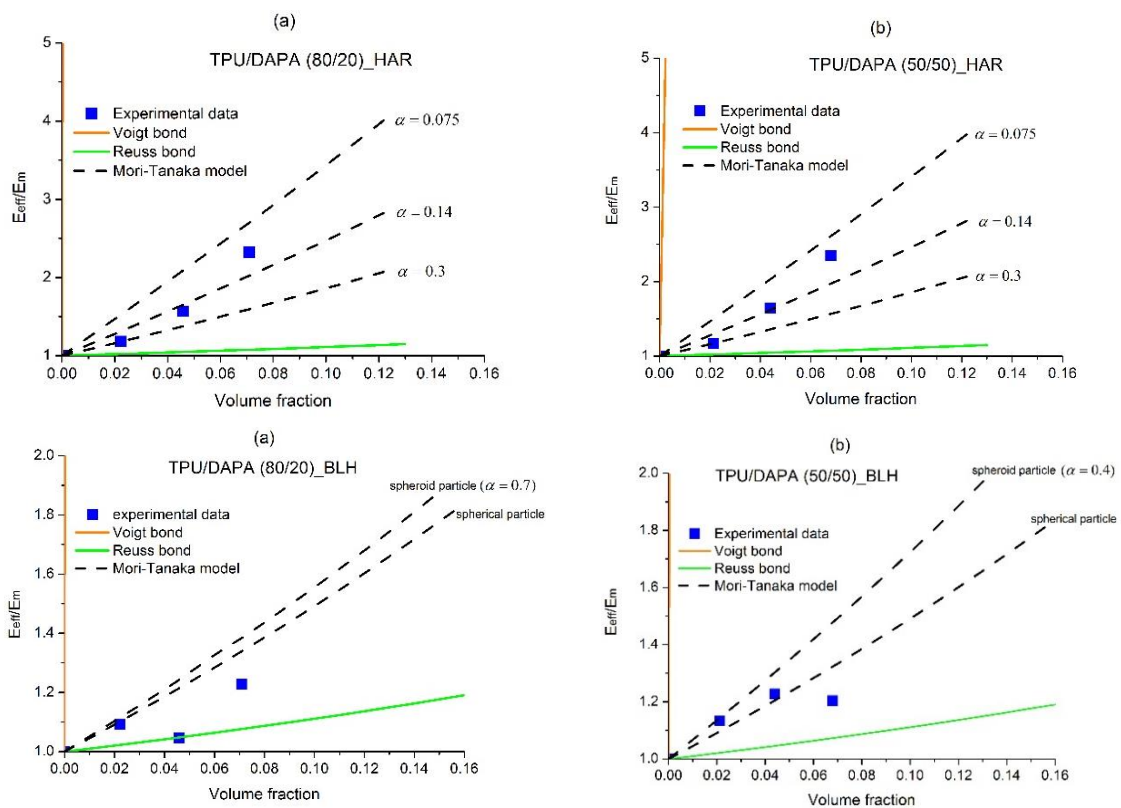 (a)
TPU/DAPA (80/20)_HAR
5
4
3
2
1
Eeff/Em
Experimental data
Voigt bond
Reuss bond
Mori-Tanaka model
α = 0.075
α – 0.14
α – 0.3
0.00 0.02 0.04 0.06 0.08 0.10 0.12 0.14 0.16
Volume fraction
(b)
TPU/DAPA (50/50)_HAR
5
4
3
2
1
Eeff/Em
Experimental data
Voigt bond
Reuss bond
Mori-Tanaka model
α = 0.075
α = 0.14
α = 0.3
0.00 0.02 0.04 0.06 0.08 0.10 0.12 0.14 0.16
Volume fraction
(a)
TPU/DAPA (80/20)_BLH
2.0
1.8
1.6
1.4
1.2
1.0
Eeff/Em
experimental data
Voigt bond
Reuss bond
Mori-Tanaka model
spheroid particle (α = 0.7)
spherical particle
0.00 0.02 0.04 0.06 0.08 0.10 0.12 0.14 0.16
Volume fraction
(b)
TPU/DAPA (50/50)_BLH
2.0
1.8
1.6
1.4
1.2
1.0
Eeff/Em
Experimental data
Voigt bond
Reuss bond
Mori-Tanaka model
spheroid particle (α = 0.4)
spherical particle
0.00 0.02 0.04 0.06 0.08 0.10 0.12 0.14 0.16
Volume fraction